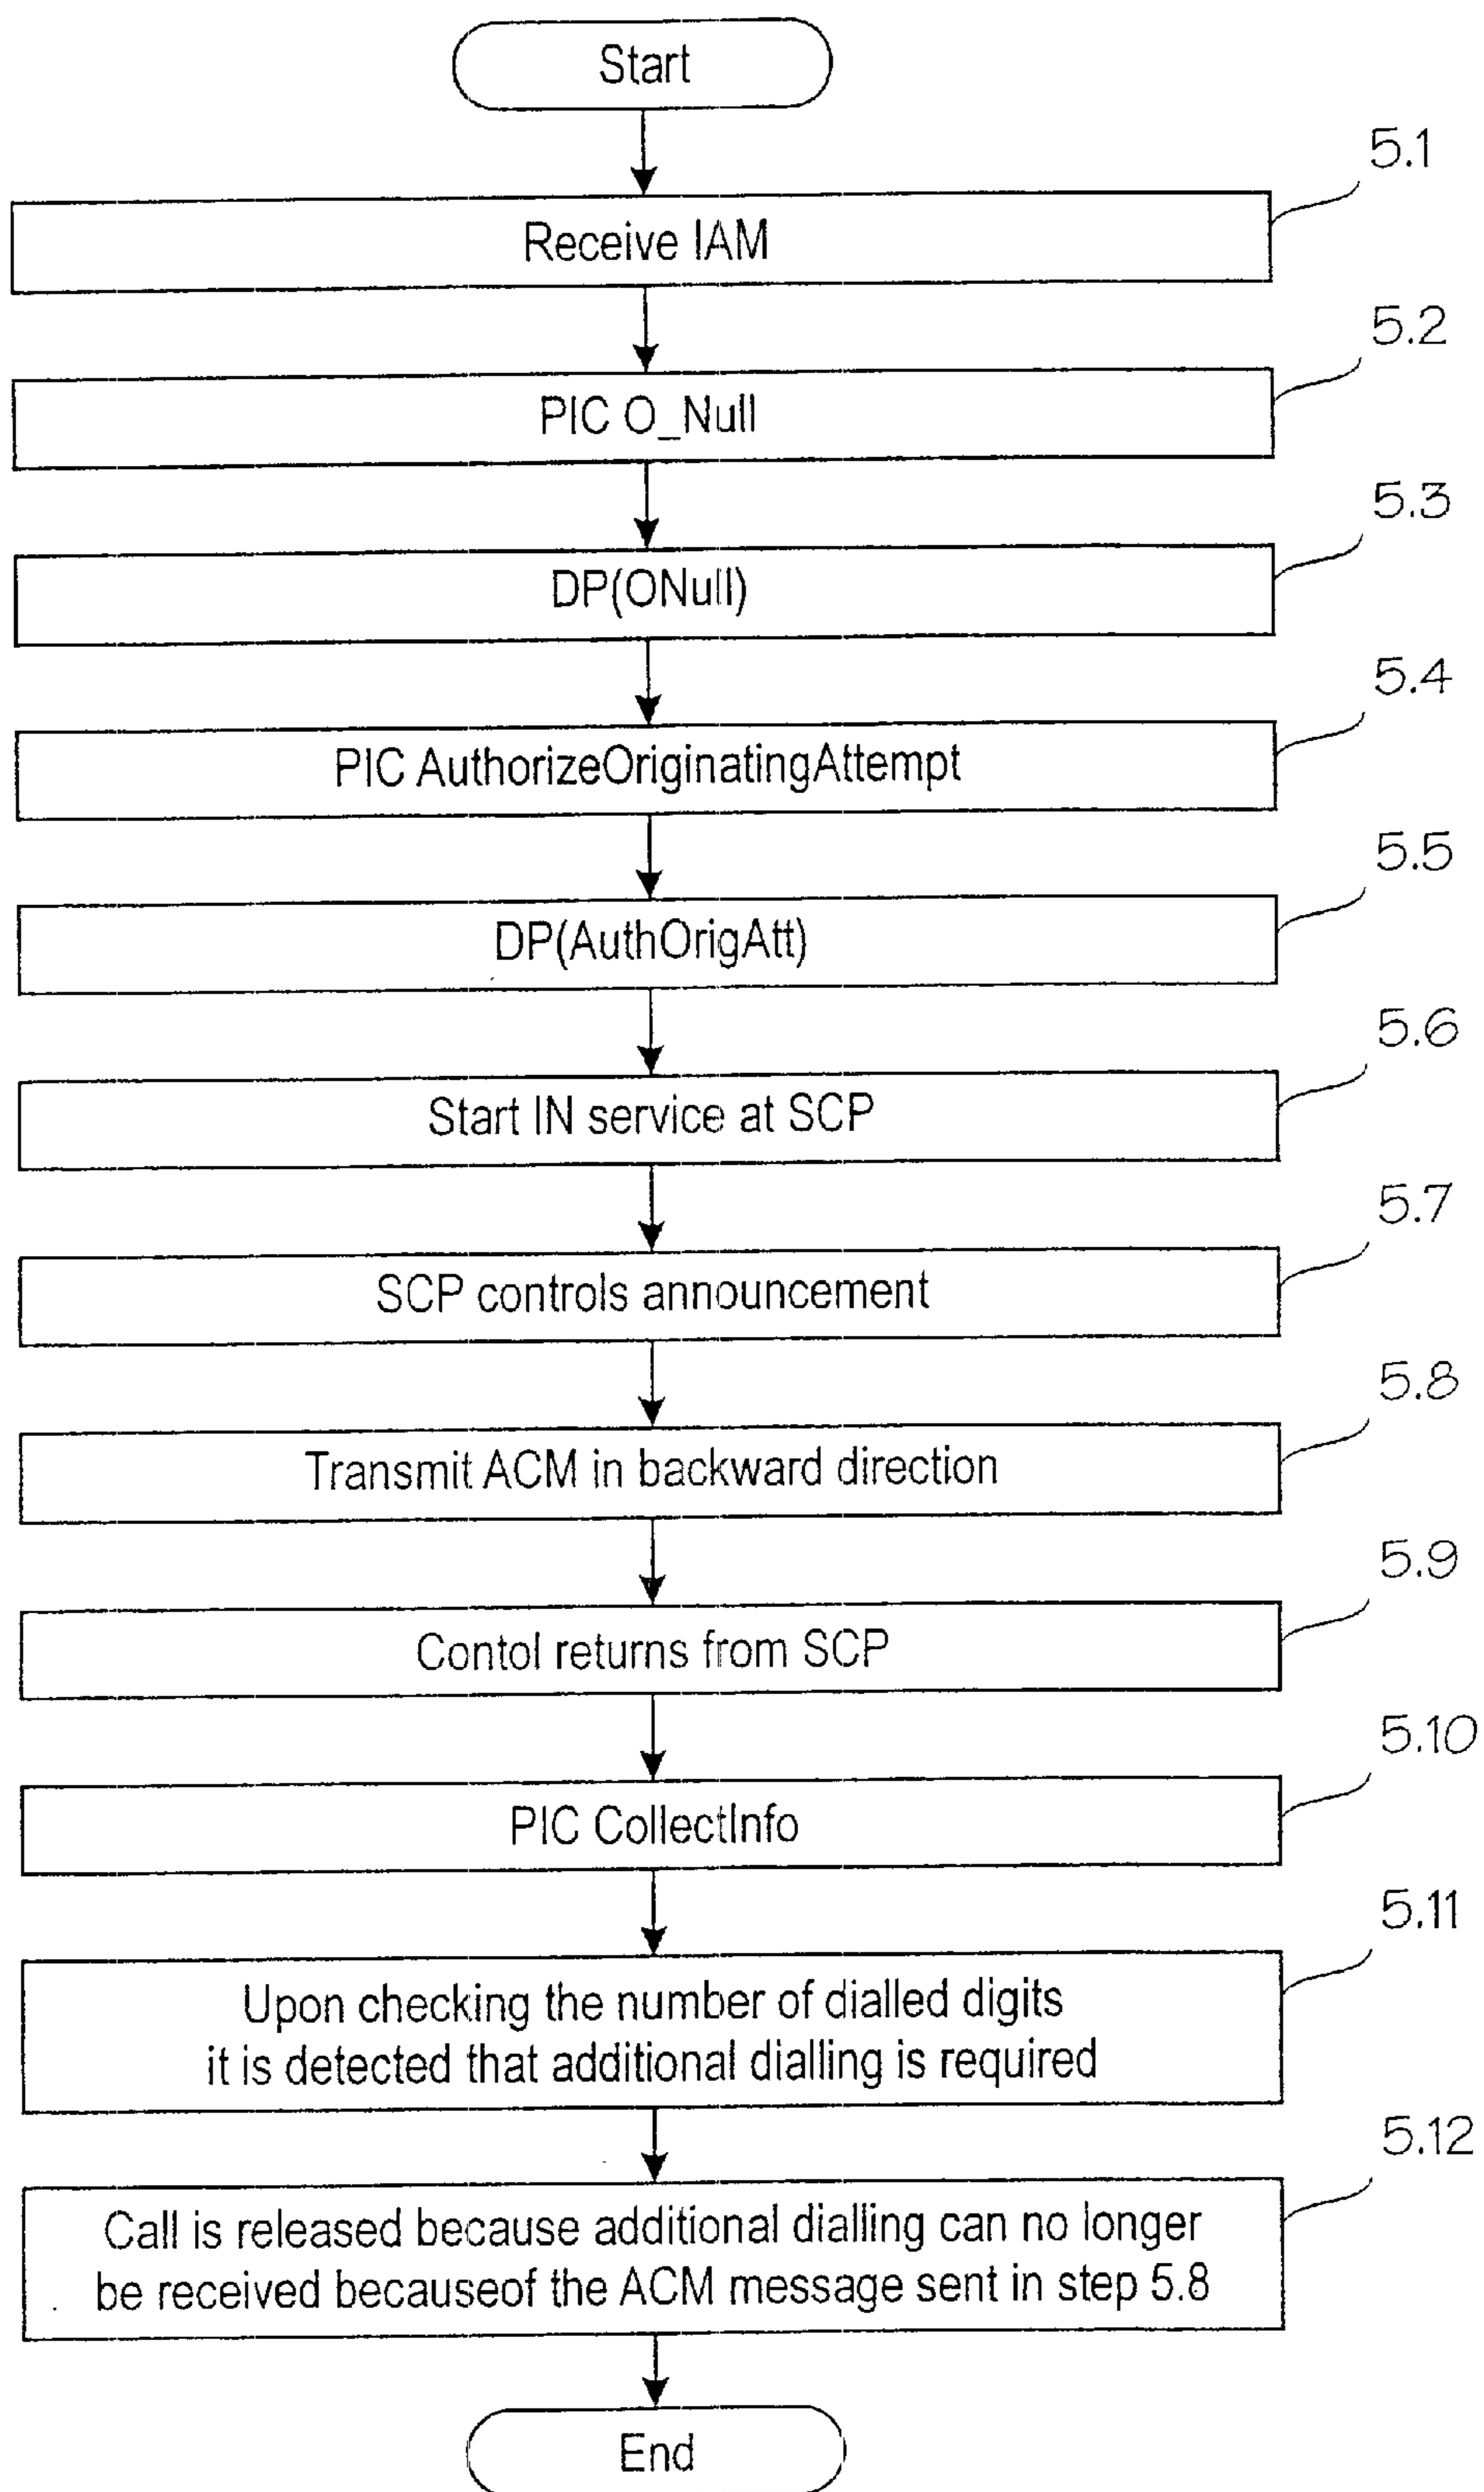 Start
5.1
Receive IAM
5.2
PIC O_Null
5.3
DP(ONull)
5.4
PIC AuthorizeOriginatingAttempt
5.5
DP(AuthOrigAtt)
5.6
Start IN service at SCP
5.7
SCP controls announcement
5.8
Transmit ACM in backward direction
5.9
Contol returns from SCP
5.10
PIC CollectInfo
5.11
Upon checking the number of dialled digits
it is detected that additional dialling is required
5.12
Call is released because additional dialling can no longer
be received becauseof the ACM message sent in step 5.8
End